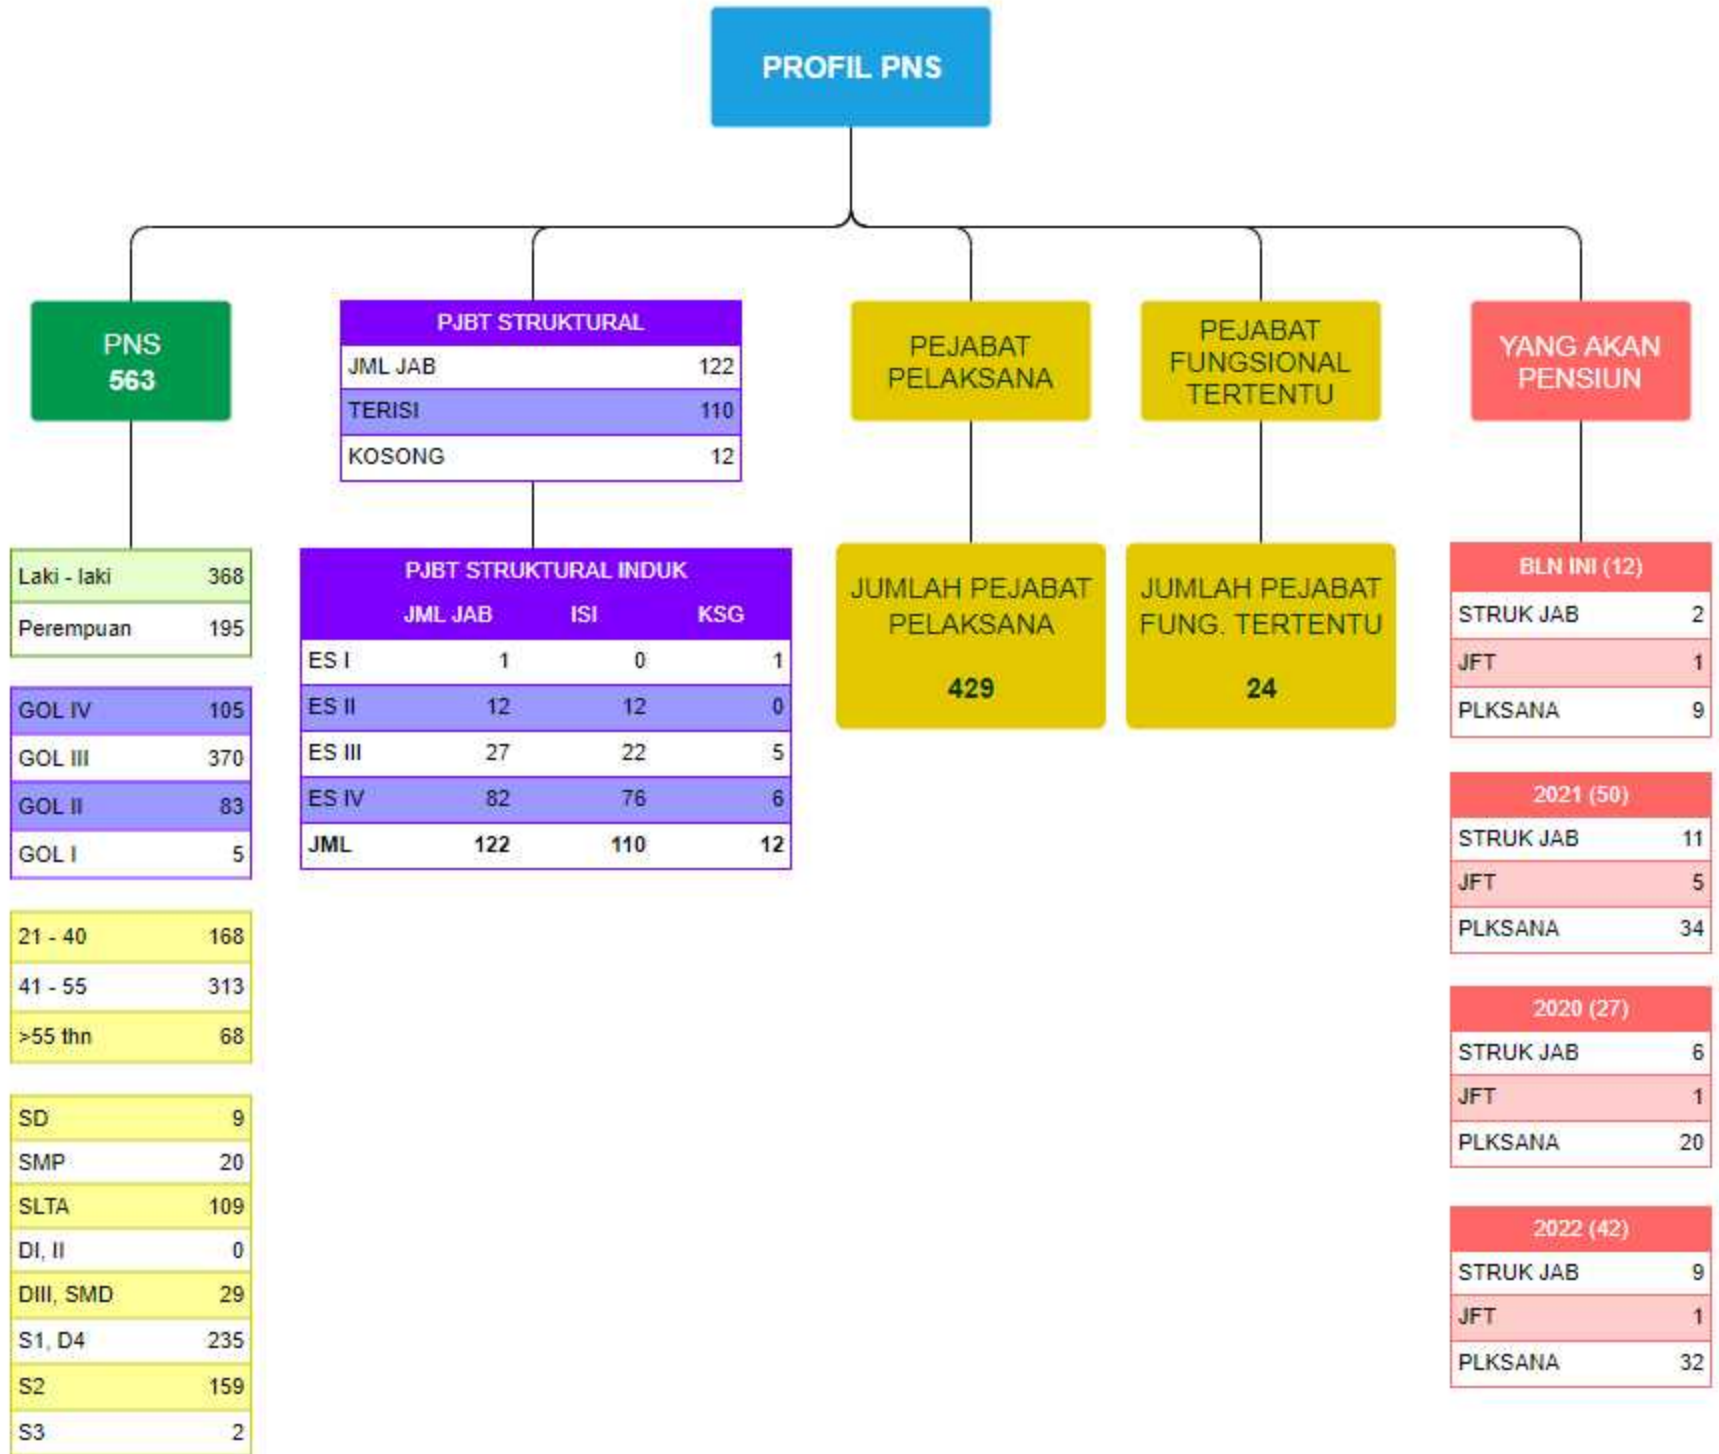 PROFIL PNS
PNS
563
Laki - laki 368
Perempuan 195
GOL IV 105
GOL III 370
GOL II 83
GOL I 5
21 - 40 168
41 - 55 313
>55 thn 68
SD 9
SMP 20
SLTA 109
DI, II 0
DIII, SMD 29
S1, D4 235
S2 159
S3 2
PJBT STRUKTURAL
JML JAB 122
TERISI 110
KOSONG 12
PJBT STRUKTURAL INDUK
JML JAB ISI KSG
ES I 1 0 1
ES II 12 12 0
ES III 27 22 5
ES IV 82 76 6
JML 122 110 12
PEJABAT
PELAKSANA
JUMLAH PEJABAT
PELAKSANA
429
PEJABAT
FUNGSIONAL
TERTENTU
JUMLAH PEJABAT
FUNG. TERTENTU
24
YANG AKAN
PENSIUN
BLN INI (12)
STRUK JAB 2
JFT 1
PLKSANA 9
2021 (50)
STRUK JAB 11
JFT 5
PLKSANA 34
2020 (27)
STRUK JAB 6
JFT 1
PLKSANA 20
2022 (42)
STRUK JAB 9
JFT 1
PLKSANA 32